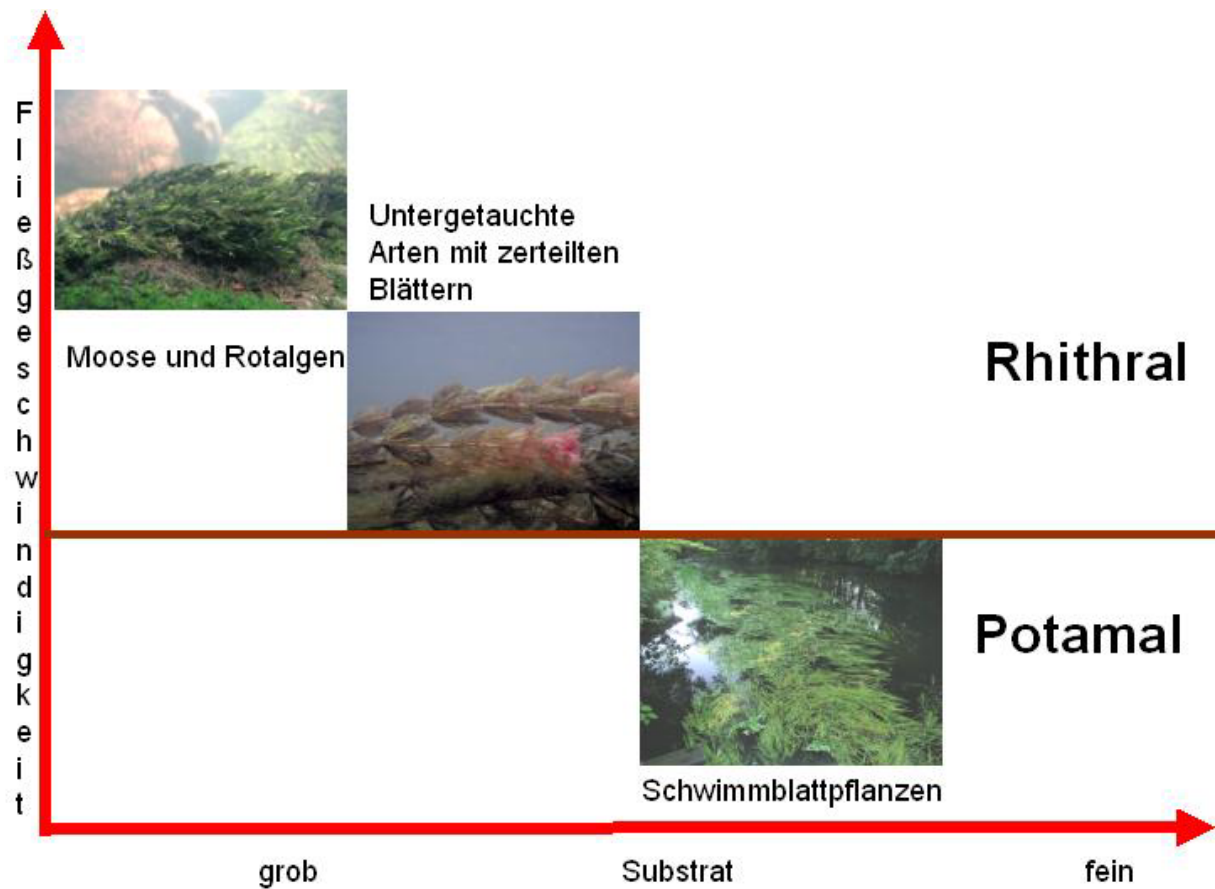 Fließgeschwindigkeit
Untergetauchte
Arten mit zerteilten
Blättern
Moose und Rotalgen
Rhithral
Potamal
Schwimmblattpflanzen
grob Substrat fein